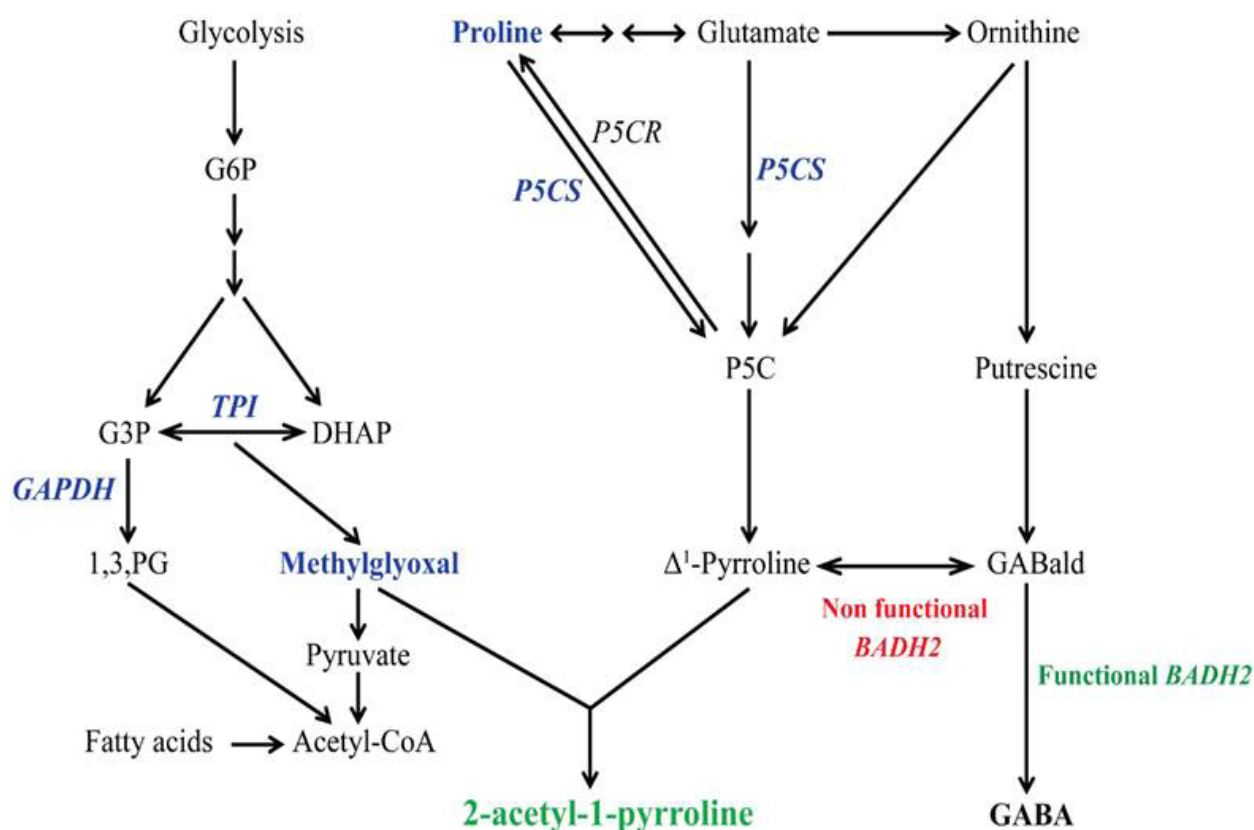 Glycolysis
Proline
Glutamate
Ornithine
P5CR
P5CS
P5CS
G6P
P5C
Putrescine
TPI
G3P
DHAP
GAPDH
1,3,PG
Methylglyoxal
Δ¹-Pyrroline
GABald
Non functional
BADH2
Pyruvate
Functional BADH2
Fatty acids
Acetyl-CoA
2-acetyl-1-pyrroline
GABA